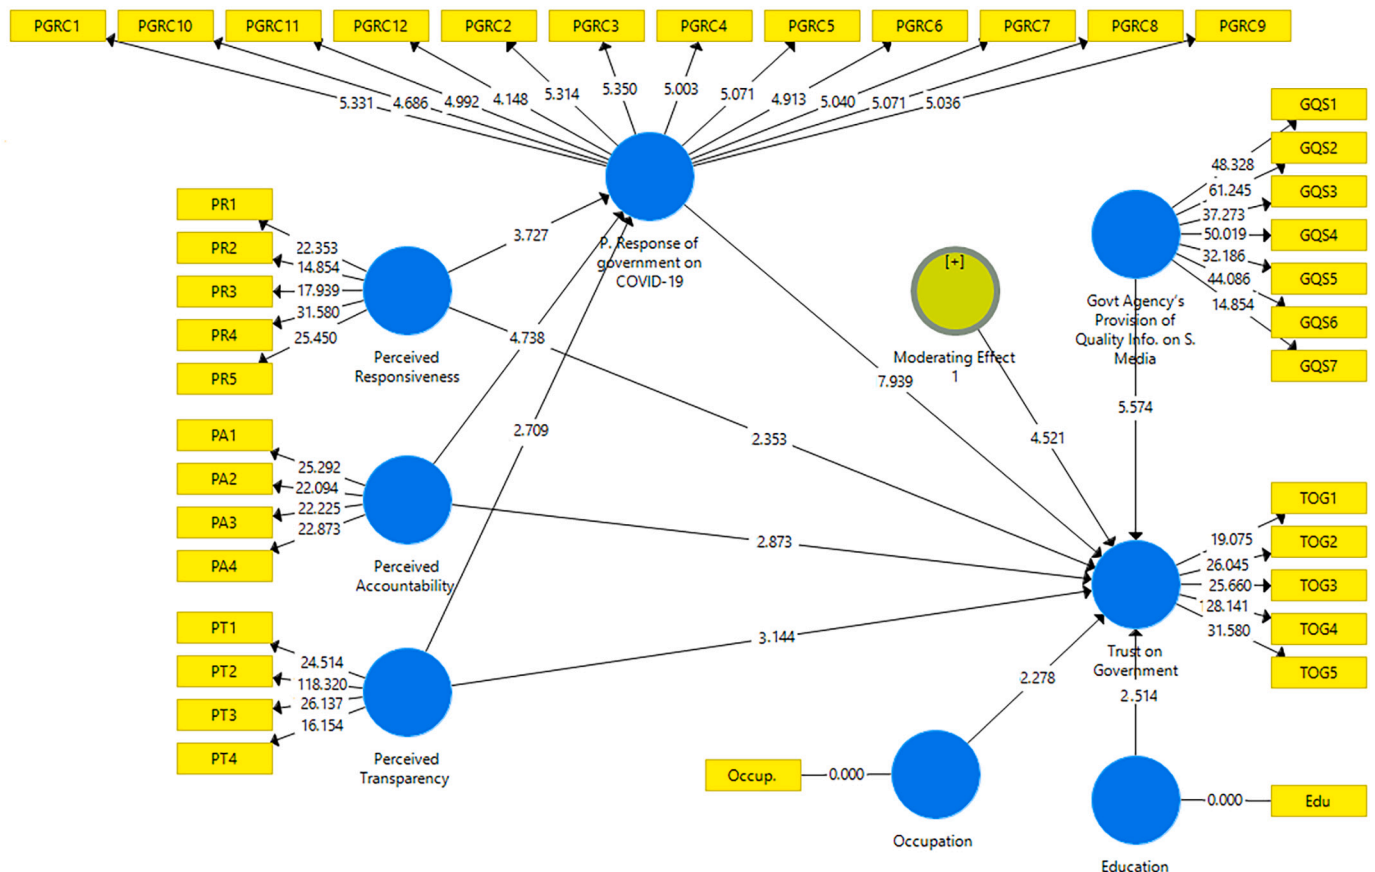 PGRC1 PGRC10 PGRC11 PGRC12 PGRC2 PGRC3 PGRC4 PGRC5 PGRC6 PGRC7 PGRC8 PGRC9
5.331 4.686 4.992 4.148 5.314 5.350 5.003 5.071 4.913 5.040 5.071 5.036
P. Response of
government on
COVID-19
PR1
PR2
PR3
PR4
PR5
22.353
14.854
17.939
31.580
25.450
Perceived
Responsiveness
3.727
4.738
2.709
PA1
PA2
PA3
PA4
25.292
22.094
22.225
22.873
Perceived
Accountability
PT1
PT2
PT3
PT4
24.514
118.320
26.137
16.154
Perceived
Transparency
7.939
2.353
2.873
3.144
[+]
Moderating Effect
1
4.521
GQS1
GQS2
GQS3
GQS4
GQS5
GQS6
GQS7
48.328
61.245
37.273
50.019
32.186
44.086
14.854
Govt Agency's
Provision of
Quality Info. on S.
Media
5.574
TOG1
TOG2
TOG3
TOG4
TOG5
19.075
26.045
25.660
128.141
31.580
Trust on
Government
2.278
2.514
Occup.
0.000
Occupation
0.000
Edu
Education